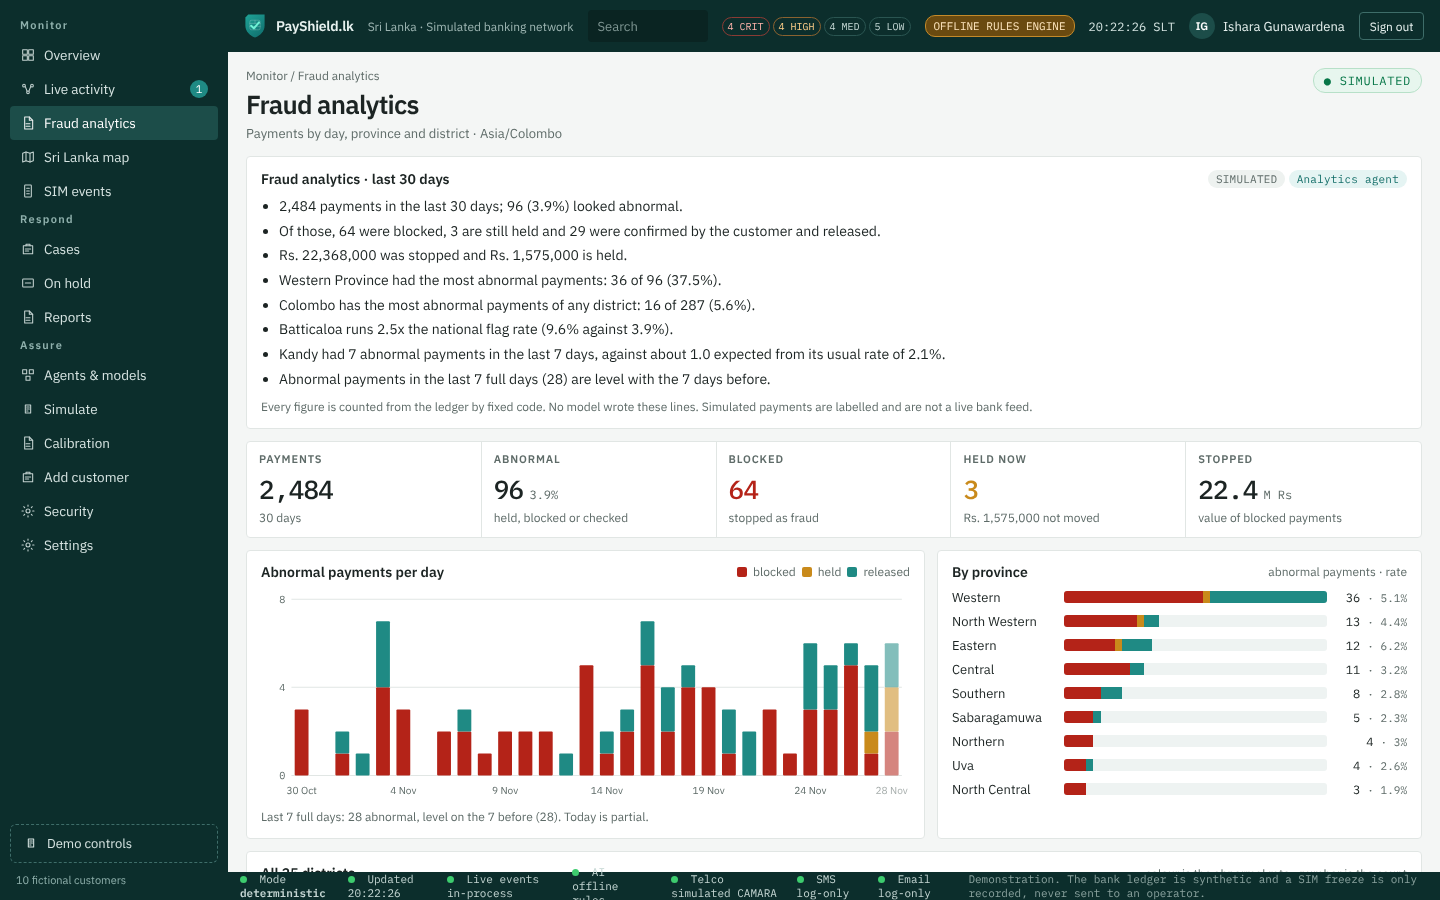 Monitor
Overview
Live activity 1
Fraud analytics
Sri Lanka map
SIM events
Respond
Cases
On hold
Reports
Assure
Agents & models
Simulate
Calibration
Add customer
Security
Settings
Demo controls
10 fictional customers
PayShield.lk Sri Lanka · Simulated banking network Search 4 CRIT 4 HIGH 4 MED 5 LOW OFFLINE RULES ENGINE 20:22:26 SLT IG Ishara Gunawardena Sign out
Monitor / Fraud analytics
Fraud analytics
Payments by day, province and district · Asia/Colombo
SIMULATED
Fraud analytics · last 30 days SIMULATED Analytics agent
2,484 payments in the last 30 days; 96 (3.9%) looked abnormal.
Of those, 64 were blocked, 3 are still held and 29 were confirmed by the customer and released.
Rs. 22,368,000 was stopped and Rs. 1,575,000 is held.
Western Province had the most abnormal payments: 36 of 96 (37.5%).
Colombo has the most abnormal payments of any district: 16 of 287 (5.6%).
Batticaloa runs 2.5x the national flag rate (9.6% against 3.9%).
Kandy had 7 abnormal payments in the last 7 days, against about 1.0 expected from its usual rate of 2.1%.
Abnormal payments in the last 7 full days (28) are level with the 7 days before.
Every figure is counted from the ledger by fixed code. No model wrote these lines. Simulated payments are labelled and are not a live bank feed.
PAYMENTS
2,484
30 days
ABNORMAL
96 3.9%
held, blocked or checked
BLOCKED
64
stopped as fraud
HELD NOW
3
Rs. 1,575,000 not moved
STOPPED
22.4 M Rs
value of blocked payments
Abnormal payments per day blocked held released
8
4
0
30 Oct 4 Nov 9 Nov 14 Nov 19 Nov 24 Nov 28 Nov
Last 7 full days: 28 abnormal, level on the 7 before (28). Today is partial.
By province abnormal payments · rate
Western 36 · 5.1%
North Western 13 · 4.4%
Eastern 12 · 6.2%
Central 11 · 3.2%
Southern 8 · 2.8%
Sabaragamuwa 5 · 2.3%
Northern 4 · 3%
Uva 4 · 2.6%
North Central 3 · 1.9%
All 25 districts
Mode
deterministic
Updated
20:22:26
Live events
in-process
AI
offline
rules
Telco
simulated CAMARA
SMS
log-only
Email
log-only
Demonstration. The bank ledger is synthetic and a SIM freeze is only
recorded, never sent to an operator.